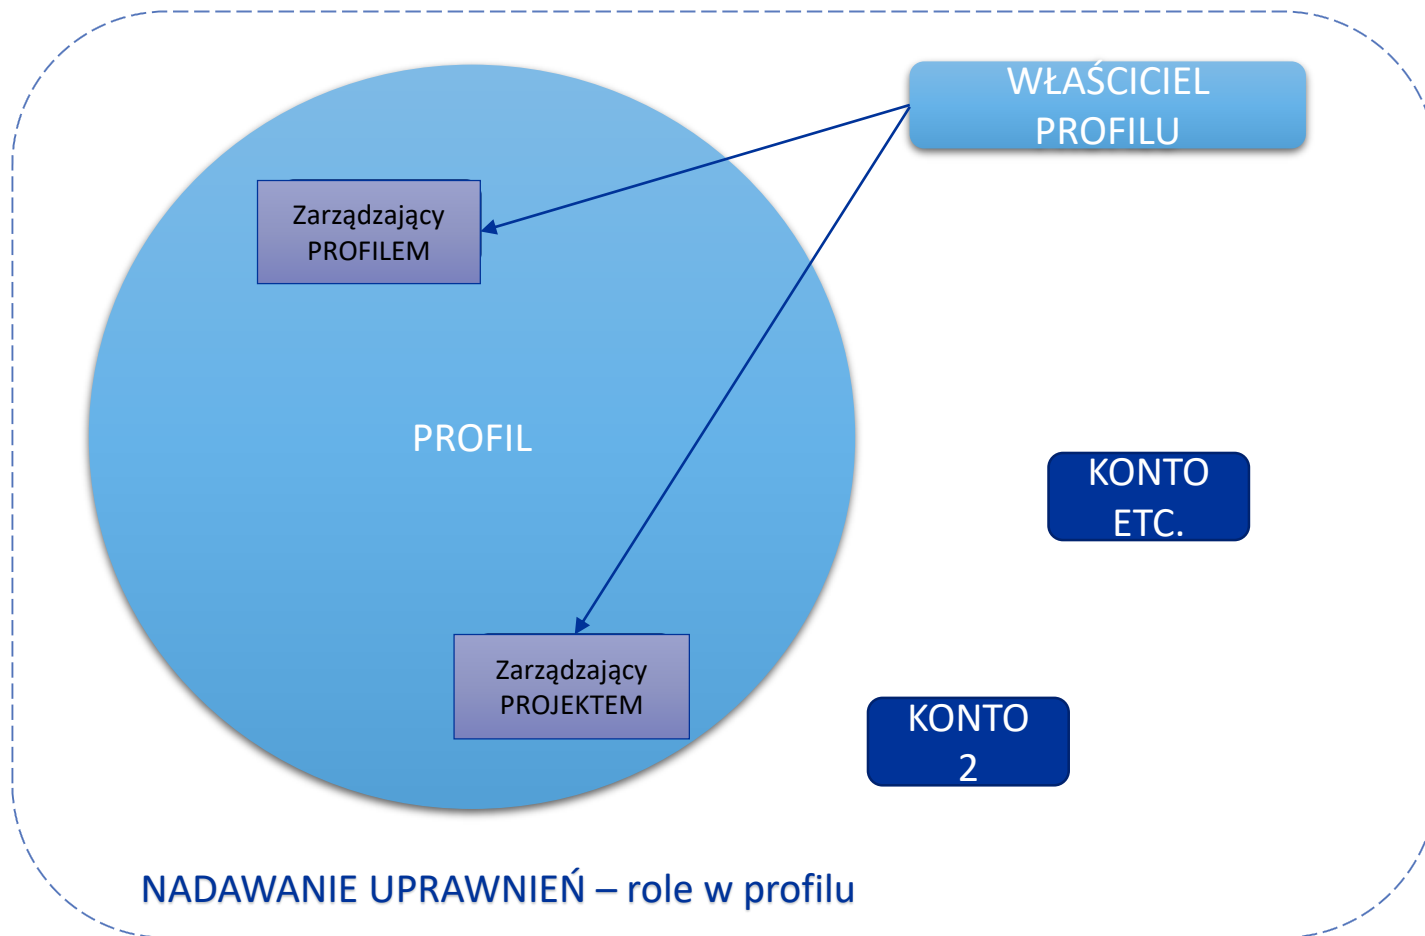 WŁAŚCICIEL
PROFILU
Zarządzający
PROFILEM
PROFIL
KONTO
ETC.
Zarządzający
PROJEKTEM
KONTO
2
NADAWANIE UPRAWNIEŃ – role w profilu